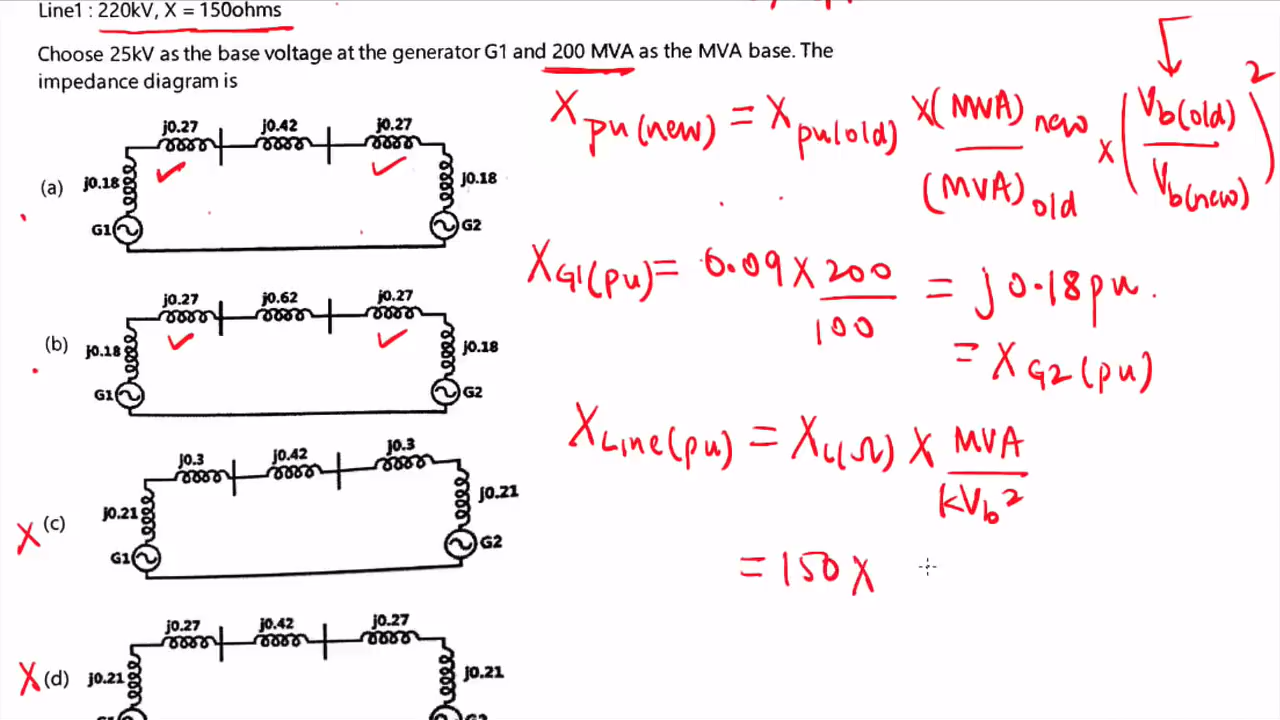 Line1 : 220kV, X = 150ohms
Choose 25kV as the base voltage at the generator G1 and 200 MVA as the MVA base. The
impedance diagram is
(a)
j0.27 j0.42 j0.27
j0.18 j0.18
G1 G2
(b)
j0.27 j0.62 j0.27
j0.18 j0.18
G1 G2
X (c)
j0.3 j0.42 j0.3
j0.21 j0.21
G1 G2
X (d)
j0.27 j0.42 j0.27
j0.21 j0.21
G2
X pu(new) = X pu(old) x (MVA) new / (MVA) old x (Vb(old) / Vb(new))²
XG1(pu) = 0.09 x 200 / 100 = j0.18pu.
= XG2(pu)
XLine(pu) = XL(Ω) x MVA / kVb²
= 150 x